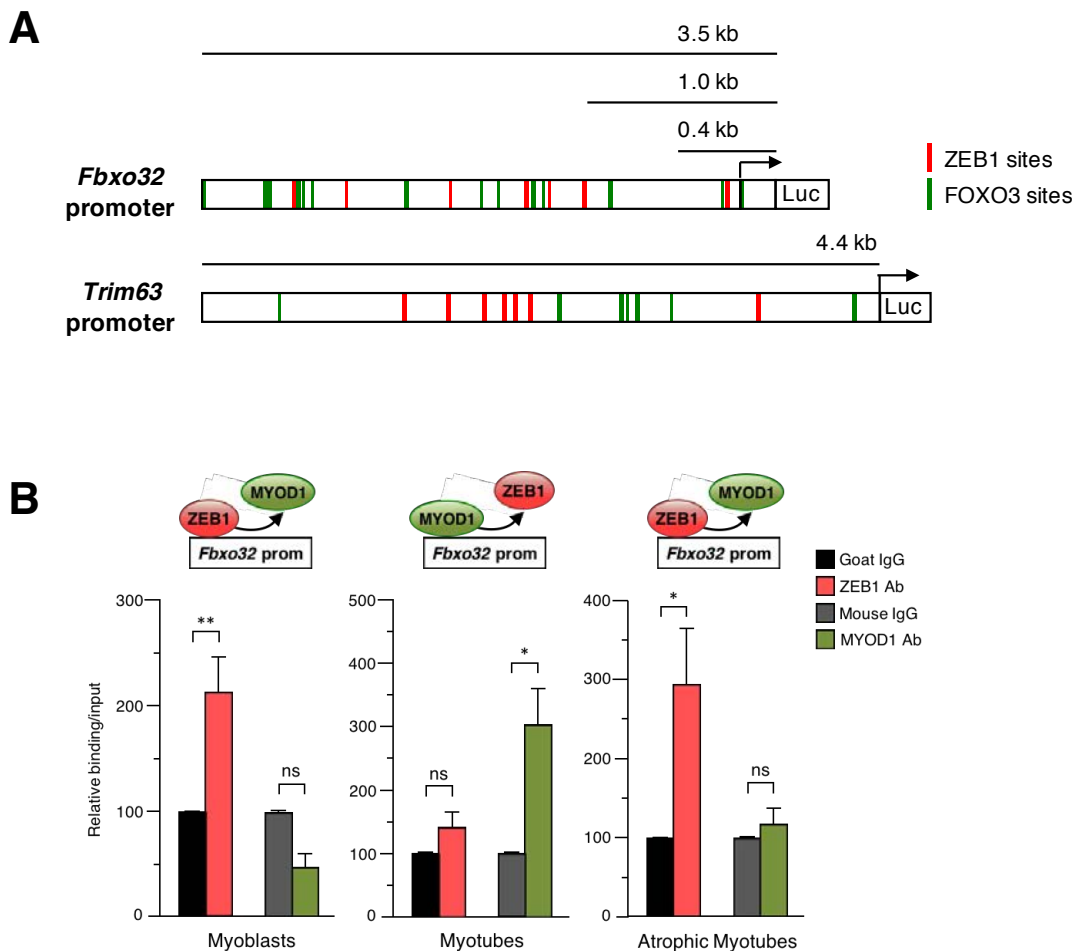 A
3.5 kb
1.0 kb
0.4 kb
Fbxo32
promoter
Luc
ZEB1 sites
FOXO3 sites
4.4 kb
Trim63
promoter
Luc
B
MYOD1
ZEB1
Fbxo32 prom
ZEB1
MYOD1
Fbxo32 prom
MYOD1
ZEB1
Fbxo32 prom
Goat IgG
ZEB1 Ab
Mouse IgG
MYOD1 Ab
Relative binding/input
300
200
100
0
**
ns
Myoblasts
500
400
300
200
100
0
ns
*
Myotubes
400
300
200
100
0
*
ns
Atrophic Myotubes